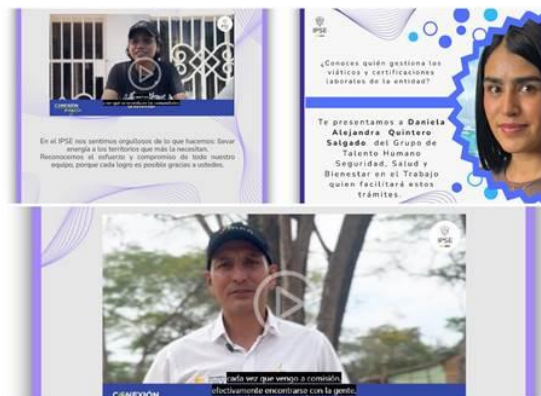 IPSE
CONEXIÓN
En el IPSE nos sentimos orgullosos de lo que hacemos: llevar
energía a los territorios que más la necesitan.
Reconocemos el esfuerzo y compromiso de todo nuestro
equipo, porque cada logro es posible gracias a ustedes.
IPSE
¿Conoces quién gestiona los
viáticos y certificaciones
laborales de la entidad?
Te presentamos a Daniela
Alejandra Quintero
Salgado del Grupo de
Talento Humano
Seguridad, Salud y
Bienestar en el Trabajo
quien facilitará estos
trámites.
IPSE
cada vez que vengo a comisión,
efectivamente encontrarse con la gente,
CONEXIÓN